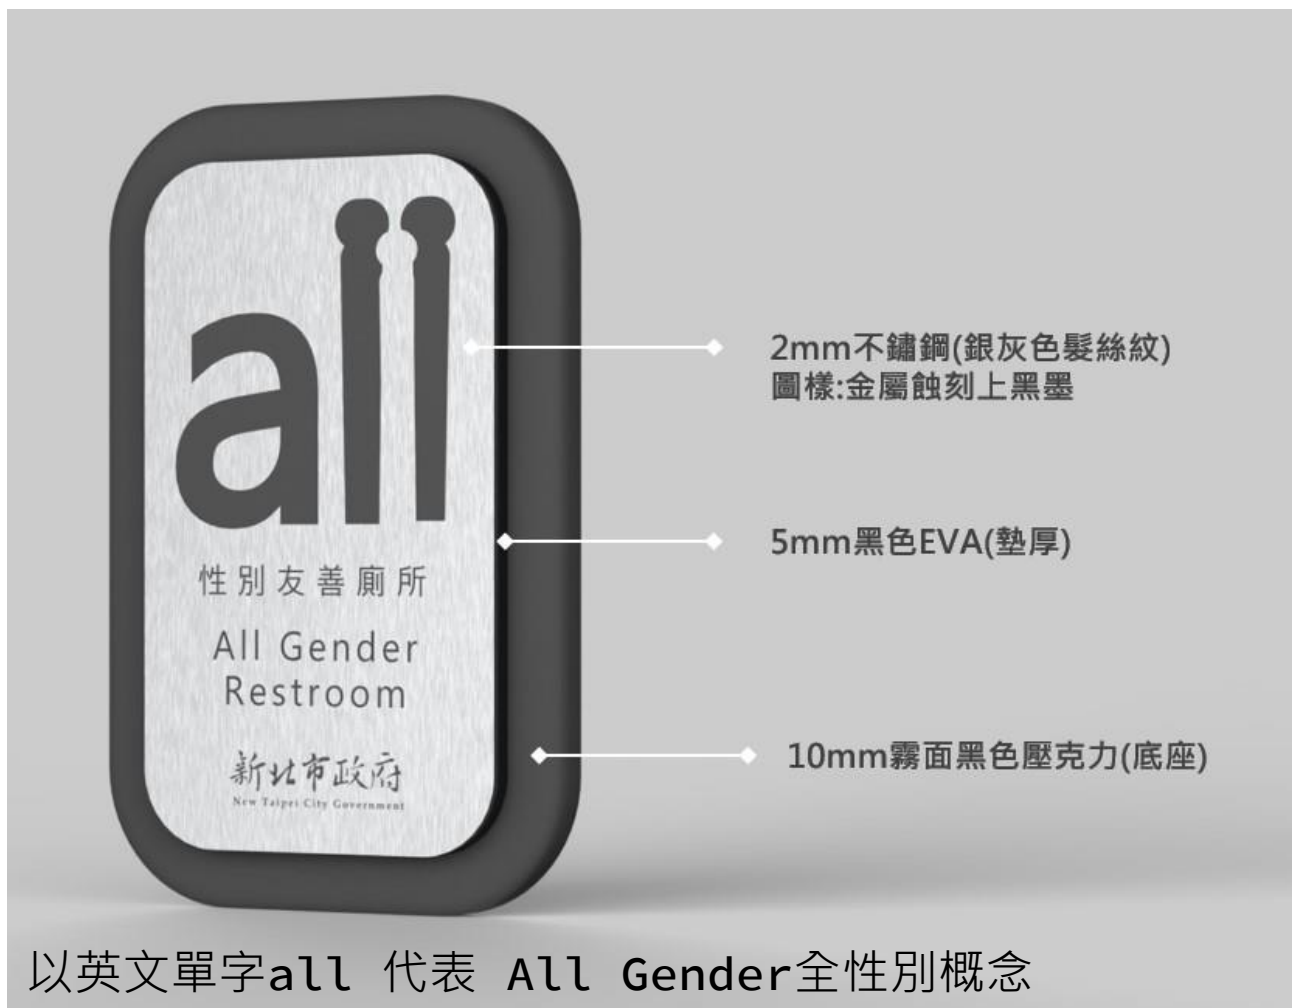 all
性別友善廁所
All Gender
Restroom
新北市政府
New Taipei City Government
2mm不鏽鋼(銀灰色髮絲紋)
圖樣:金屬蝕刻上黑墨
5mm黑色EVA(墊厚)
10mm霧面黑色壓克力(底座)
以英文單字all 代表 All Gender全性別概念